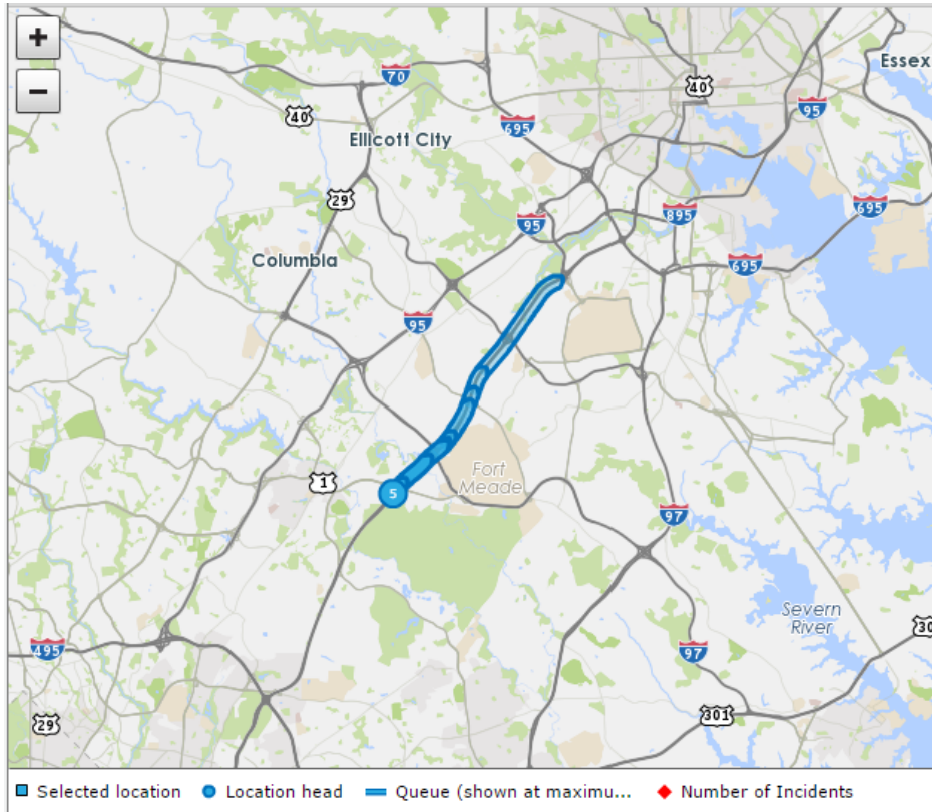 +
−
70
40
Essex
95
40
695
Ellicott City
29
895
695
95
Columbia
695
95
1
Fort
Meade
5
97
Severn
River
30
495
97
29
301
Selected location
Location head
Queue (shown at maximu...
Number of Incidents